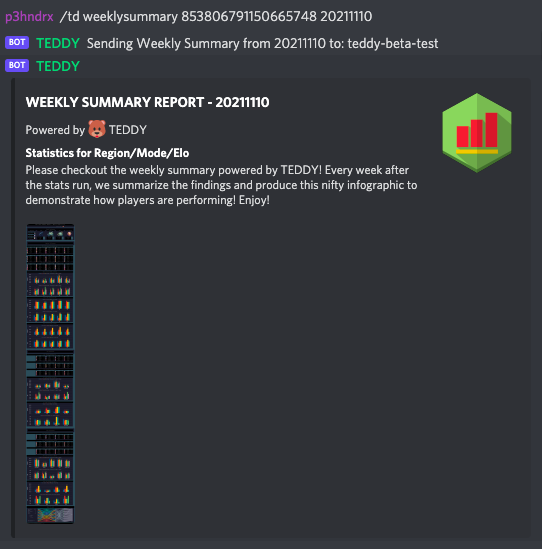 p3hndrx /td weeklysummary 853806791150665748 20211110
BOT TEDDY Sending Weekly Summary from 20211110 to: teddy-beta-test
BOT TEDDY
WEEKLY SUMMARY REPORT - 20211110
Powered by TEDDY
Statistics for Region/Mode/Elo
Please checkout the weekly summary powered by TEDDY! Every week after
the stats run, we summarize the findings and produce this nifty infographic to
demonstrate how players are performing! Enjoy!